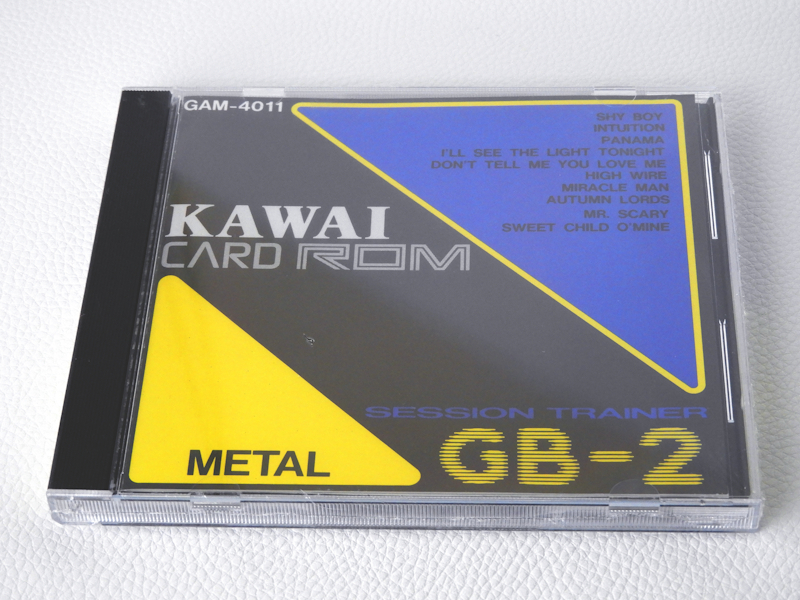 GAM-4011
SHY BOY
INTUITION
PANAMA
I'LL SEE THE LIGHT TONIGHT
DON'T TELL ME YOU LOVE ME
HIGH WIRE
MIRACLE MAN
AUTUMN LORDS
MR. SCARY
SWEET CHILD O'MINE
KAWAI
CARD ROM
SESSION TRAINER
GB-2
METAL